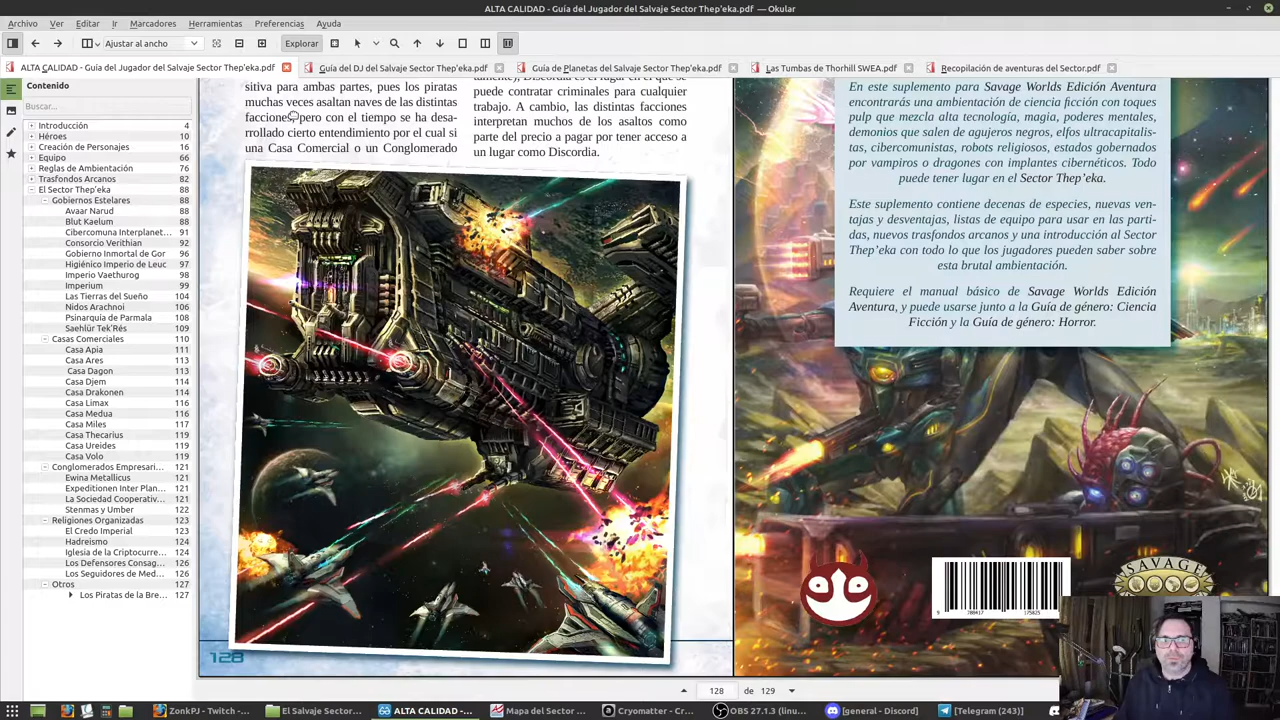 ALTA CALIDAD - Guía del Jugador del Salvaje Sector Thep'eka.pdf — Okular
Archivo Ver Editar Ir Marcadores Herramientas Preferencias Ayuda
Ajustar al ancho Explorar
ALTA CALIDAD - Guía del Jugador del Salvaje Sector Thep'eka.pdf Guía del DJ del Salvaje Sector Thep'eka.pdf Guía de Planetas del Salvaje Sector Thep'eka.pdf Las Tumbas de Thorhill SWEA.pdf Recopilación de aventuras del Sector.pdf
Contenido
Buscar...
Introducción 4
Héroes 10
Creación de Personajes 16
Equipo 66
Reglas de Ambientación 76
Trasfondos Arcanos 82
El Sector Thep'eka 88
Gobiernos Estelares 88
Avaar Narud 88
Blut Kaelum 89
Cibercomuna Interplanet... 91
Consorcio Verithian 92
Gobierno Inmortal de Gor 96
Higiénico Imperio de Leuc 97
Imperio Vaethurog 98
Imperium 99
Las Tierras del Sueño 104
Nidos Arachnoi 106
Psinarquía de Parmala 108
Saehlür Tek'Rés 109
Casas Comerciales 110
Casa Apia 111
Casa Ares 113
Casa Dagon 113
Casa Djem 114
Casa Drakonen 114
Casa Limax 116
Casa Medua 116
Casa Miles 117
Casa Thecarius 119
Casa Ureides 119
Casa Volo 119
Conglomerados Empresari... 121
Ewina Metallicus 121
Expeditionen Inter Plan... 121
La Sociedad Cooperativ... 121
Stenmas y Umber 122
Religiones Organizadas 123
El Credo Imperial 123
Hadreismo 124
Iglesia de la Criptocurre... 124
Los Defensores Consag... 126
Los Seguidores de Med... 126
Otros 127
Los Piratas de la Bre... 127
sitiva para ambas partes, pues los piratas
muchas veces asaltan naves de las distintas
facciones pero con el tiempo se ha desa-
rrollado cierto entendimiento por el cual si
una Casa Comercial o un Conglomerado
tamente), Discordia es el lugar en el que se
puede contratar criminales para cualquier
trabajo. A cambio, las distintas facciones
interpretan muchos de los asaltos como
parte del precio a pagar por tener acceso a
un lugar como Discordia.
128
En este suplemento para Savage Worlds Edición Aventura
encontrarás una ambientación de ciencia ficción con toques
pulp que mezcla alta tecnología, magia, poderes mentales,
demonios que salen de agujeros negros, elfos ultracapitalis-
tas, cibercomunistas, robots religiosos, estados gobernados
por vampiros o dragones con implantes cibernéticos. Todo
puede tener lugar en el Sector Thep'eka.
Este suplemento contiene decenas de especies, nuevas ven-
tajas y desventajas, listas de equipo para usar en las parti-
das, nuevos trasfondos arcanos y una introducción al Sector
Thep'eka con todo lo que los jugadores pueden saber sobre
esta brutal ambientación.
Requiere el manual básico de Savage Worlds Edición
Aventura, y puede usarse junto a la Guía de género: Ciencia
Ficción y la Guía de género: Horror.
SAVAGE
128 de 129
ZonkPJ - Twitch -... El Salvaje Sector... ALTA CALIDAD -... Mapa del Sector ... Cryomatter - Cr... OBS 27.1.3 (linu... [general - Discord] [Telegram (243)]